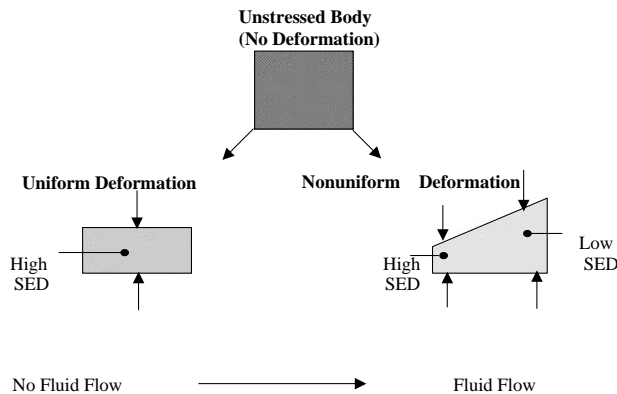 Unstressed Body
(No Deformation)
Uniform Deformation
Nonuniform Deformation
High
SED
High
SED
Low
SED
No Fluid Flow
Fluid Flow